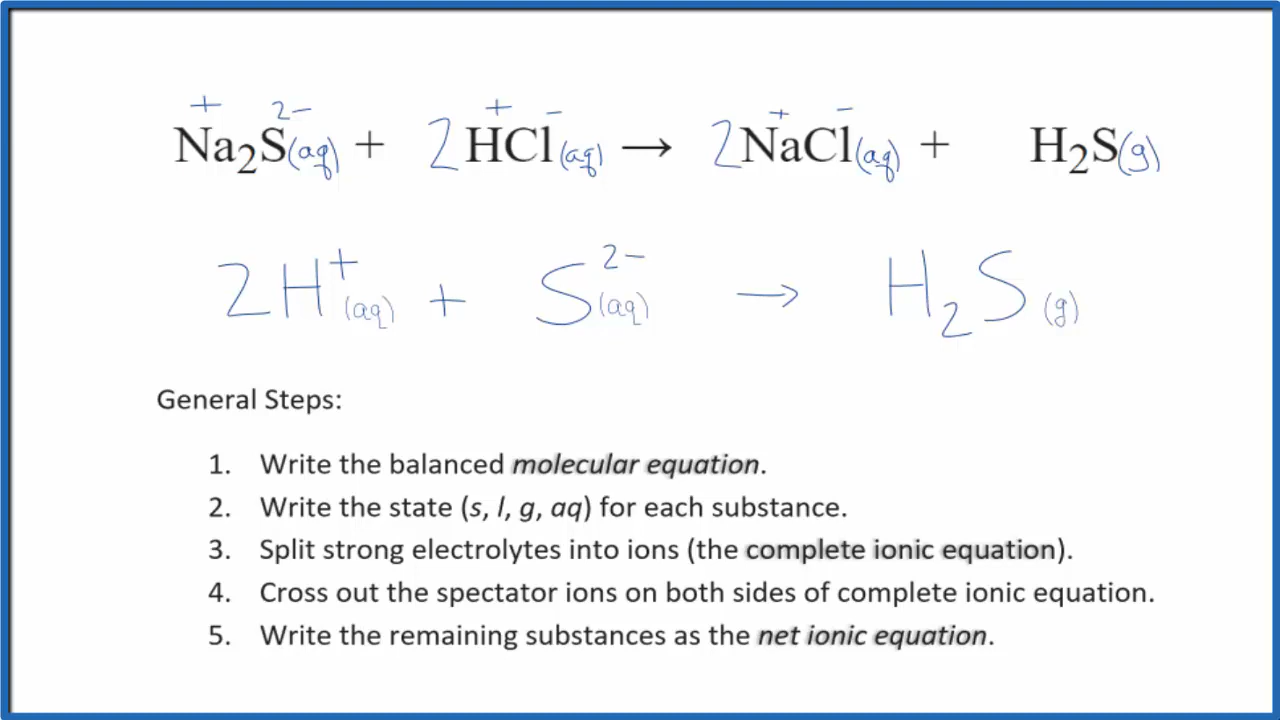 Na₂S(aq) + 2HCl(aq) → 2NaCl(aq) + H₂S(g)
+ 2− + − + −
2H⁺(aq) + S²⁻(aq) → H₂S(g)
General Steps:
1. Write the balanced molecular equation.
2. Write the state (s, l, g, aq) for each substance.
3. Split strong electrolytes into ions (the complete ionic equation).
4. Cross out the spectator ions on both sides of complete ionic equation.
5. Write the remaining substances as the net ionic equation.